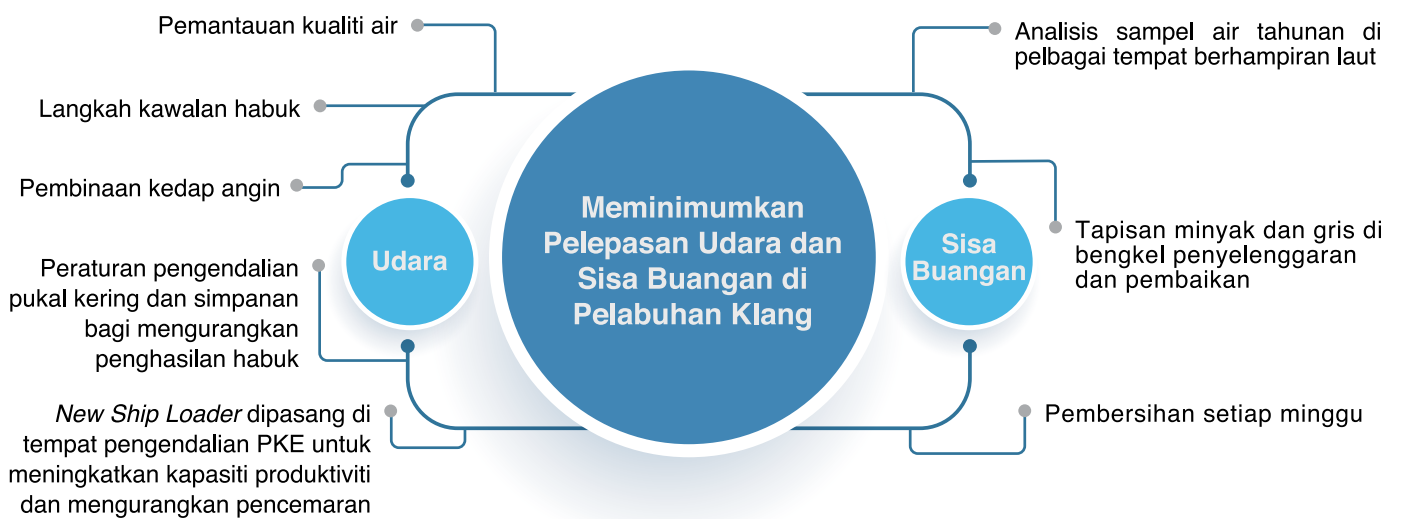 Pemantauan kualiti air
Langkah kawalan habuk
Pembinaan kedap angin
Peraturan pengendalian
pukal kering dan simpanan
bagi mengurangkan
penghasilan habuk
New Ship Loader dipasang di
tempat pengendalian PKE untuk
meningkatkan kapasiti produktiviti
dan mengurangkan pencemaran
Udara
Meminimumkan
Pelepasan Udara dan
Sisa Buangan di
Pelabuhan Klang
Sisa
Buangan
Analisis sampel air tahunan di
pelbagai tempat berhampiran laut
Tapisan minyak dan gris di
bengkel penyelenggaran
dan pembaikan
Pembersihan setiap minggu